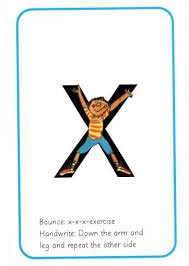 x
Bounce: x-x-x-exercise
Handwrite: Down the arm and
leg and repeat the other side